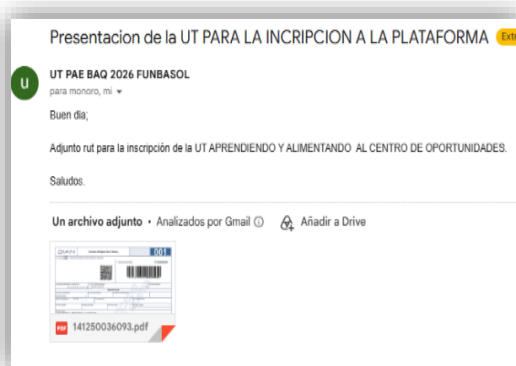 Presentacion de la UT PARA LA INCRIPCION A LA PLATAFORMA Exte
u
UT PAE BAQ 2026 FUNBASOL
para monoro, mi
Buen dia;
Adjunto rut para la inscripción de la UT APRENDIENDO Y ALIMENTANDO AL CENTRO DE OPORTUNIDADES.
Saludos.
Un archivo adjunto • Analizados por Gmail Añadir a Drive
001
PDF 141250036093.pdf